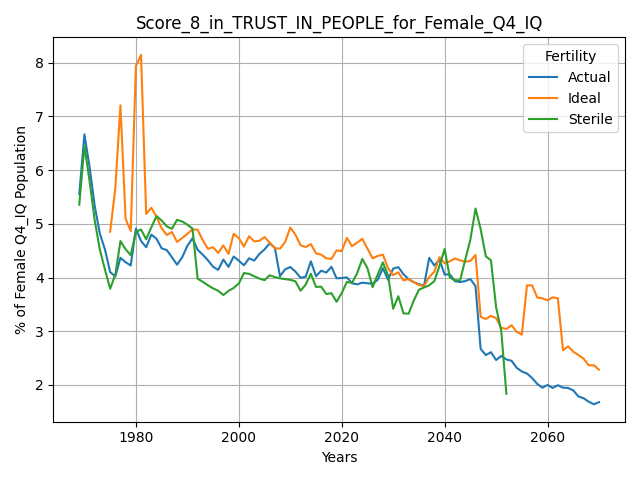 Score_8_in_TRUST_IN_PEOPLE_for_Female_Q4_IQ
Fertility
Actual
Ideal
Sterile
% of Female Q4_IQ Population
8
7
6
5
4
3
2
1980
2000
2020
2040
2060
Years